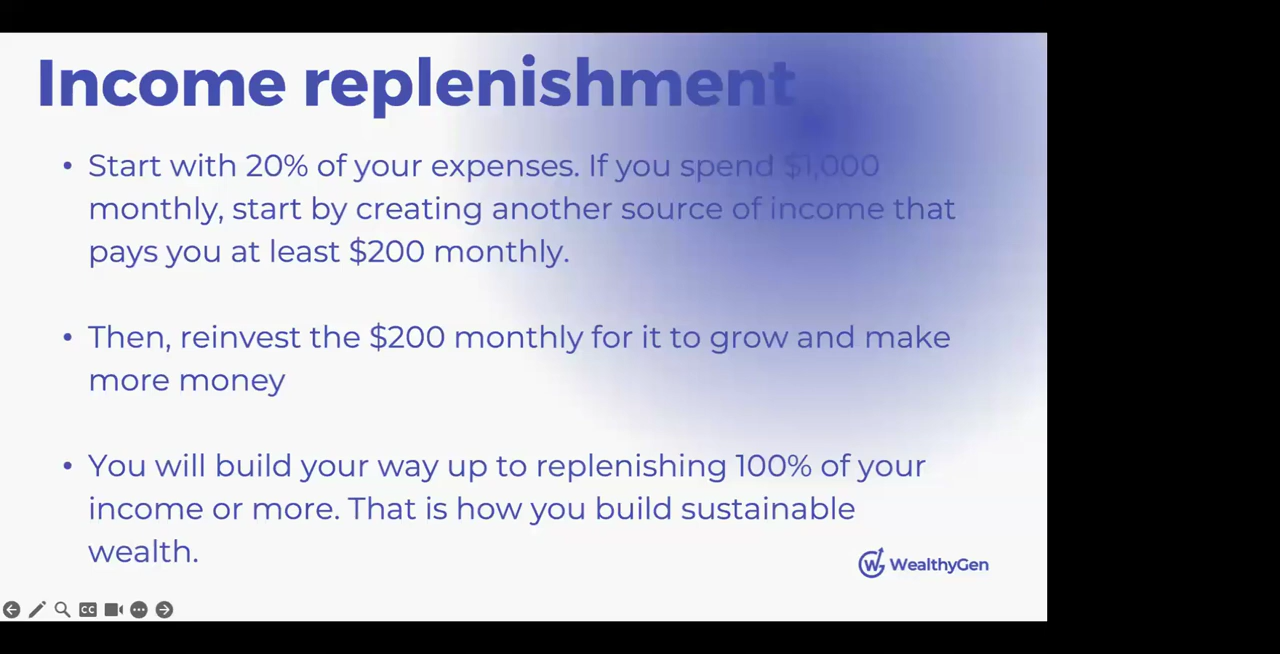 Income replenishment
• Start with 20% of your expenses. If you spend $1,000
monthly, start by creating another source of income that
pays you at least $200 monthly.
• Then, reinvest the $200 monthly for it to grow and make
more money
• You will build your way up to replenishing 100% of your
income or more. That is how you build sustainable
wealth.
WealthyGen
CC